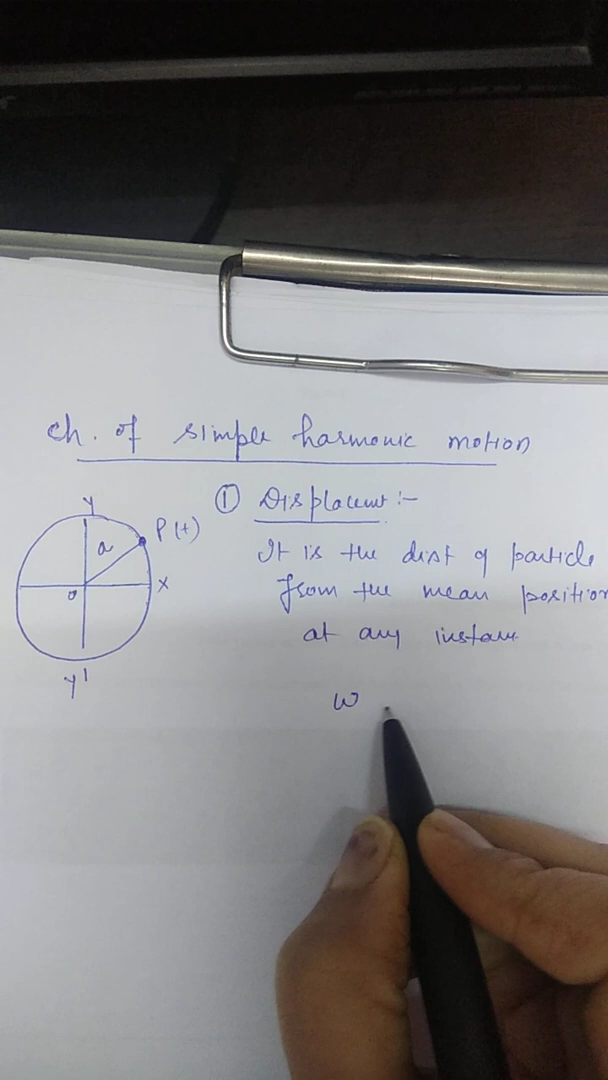 Ch. of simple harmonic motion
① Displacemt :-
It is the dist of particle
from the mean position
at any instant
w
Y
P(t)
a
O
X
Y'